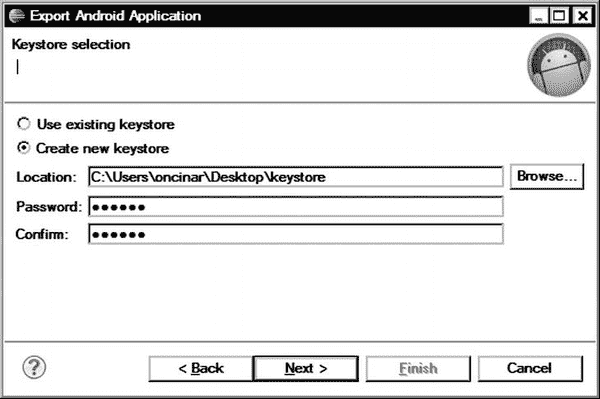 Export Android Application
Keystore selection
Use existing keystore
Create new keystore
Location: C:\Users\oncinar\Desktop\keystore Browse...
Password: ●●●●●●
Confirm: ●●●●●●
? < Back Next > Finish Cancel